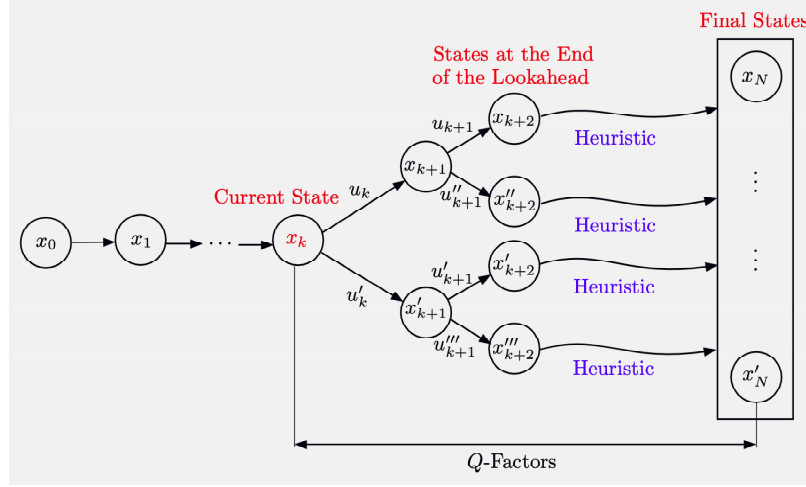 Final States
States at the End
of the Lookahead
x_N
u_{k+1}
x_{k+2}
Heuristic
x_{k+1}
u_k
u''_{k+1}
x''_{k+2}
Current State
Heuristic
⋮
x_0
x_1
···
x_k
u'_k
u'_{k+1}
x'_{k+2}
Heuristic
⋮
x'_{k+1}
u'''_{k+1}
x'''_{k+2}
Heuristic
x'_N
Q-Factors